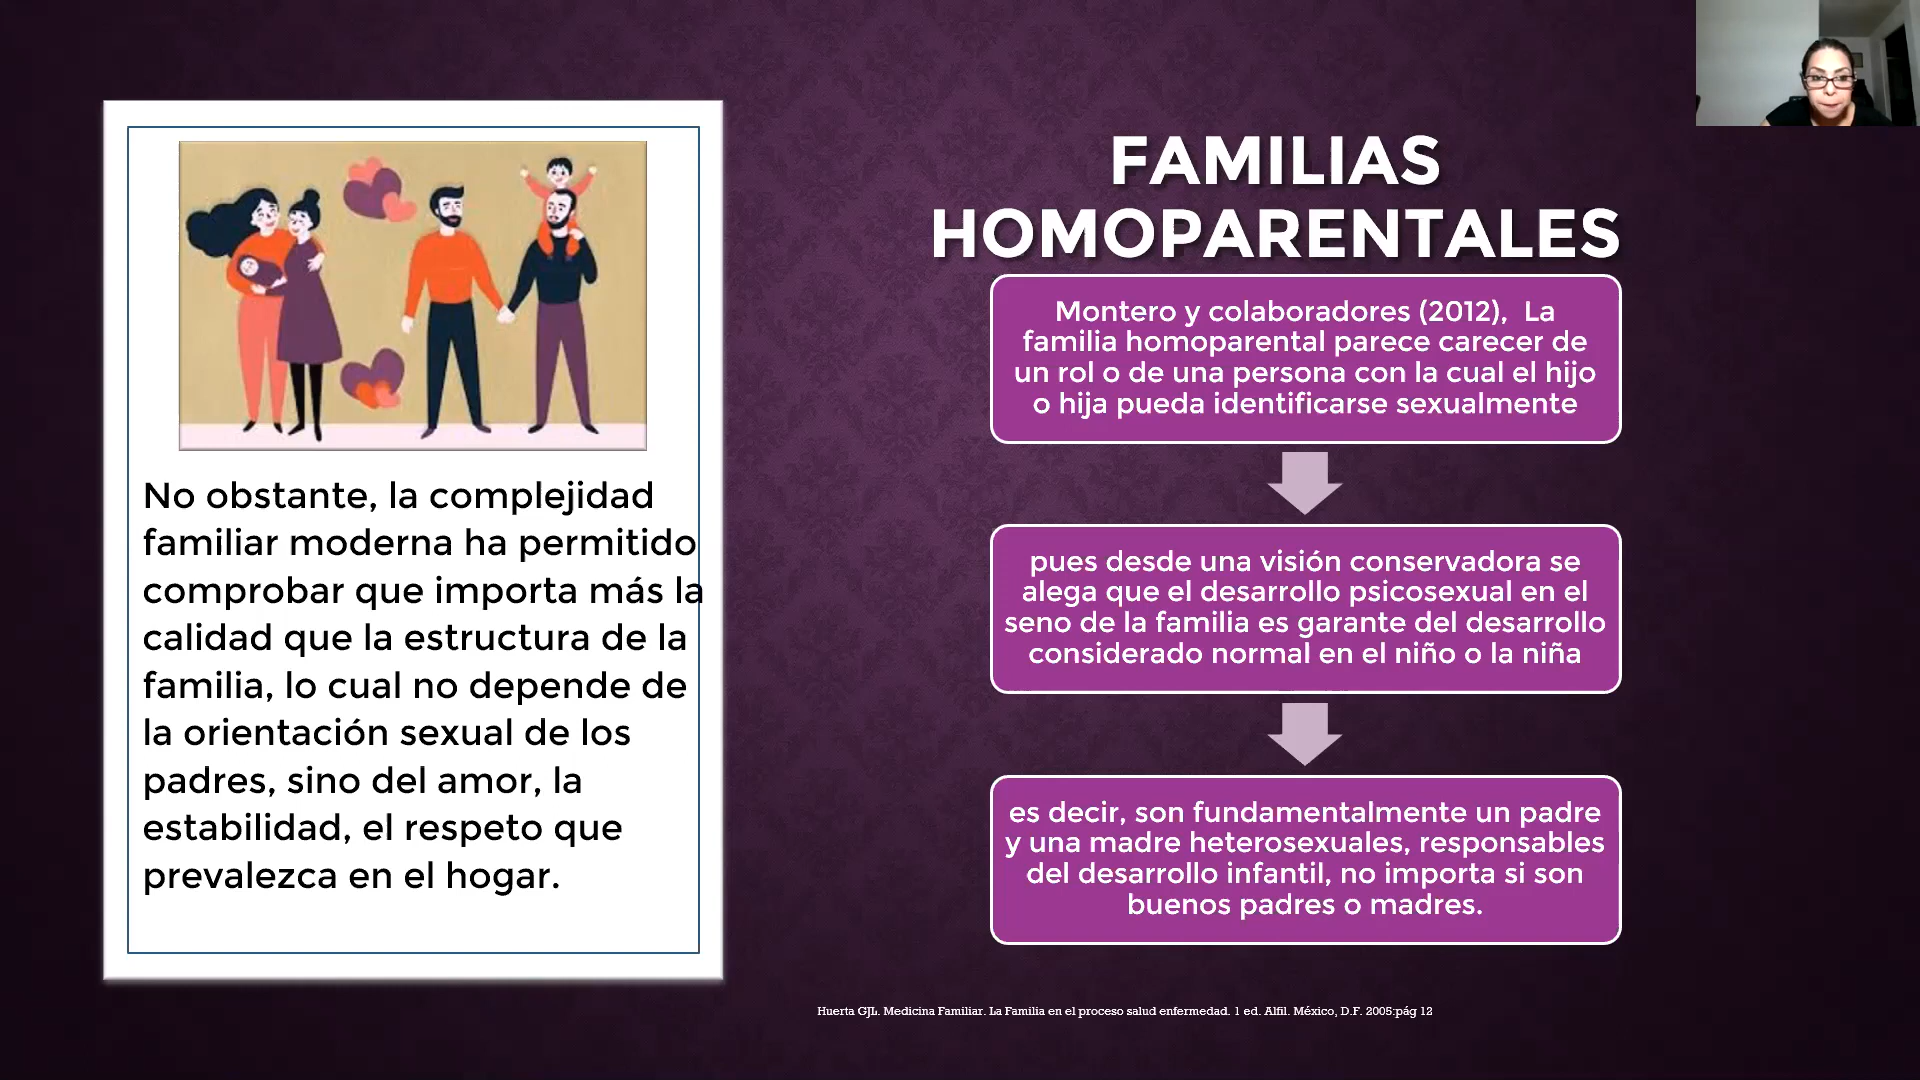 FAMILIAS
HOMOPARENTALES
Montero y colaboradores (2012), La
familia homoparental parece carecer de
un rol o de una persona con la cual el hijo
o hija pueda identificarse sexualmente
pues desde una visión conservadora se
alega que el desarrollo psicosexual en el
seno de la familia es garante del desarrollo
considerado normal en el niño o la niña
es decir, son fundamentalmente un padre
y una madre heterosexuales, responsables
del desarrollo infantil, no importa si son
buenos padres o madres.
No obstante, la complejidad
familiar moderna ha permitido
comprobar que importa más la
calidad que la estructura de la
familia, lo cual no depende de
la orientación sexual de los
padres, sino del amor, la
estabilidad, el respeto que
prevalezca en el hogar.
Huerta GJL. Medicina Familiar. La Familia en el proceso salud enfermedad. 1 ed. Alfil. México, D.F. 2005:pág 12